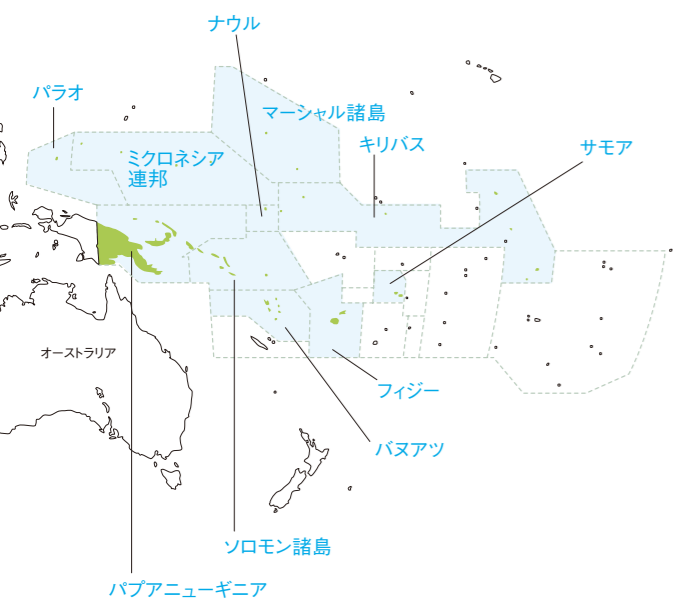 ナウル
パラオ
マーシャル諸島
キリバス
サモア
ミクロネシア
連邦
オーストラリア
フィジー
バヌアツ
ソロモン諸島
パプアニューギニア